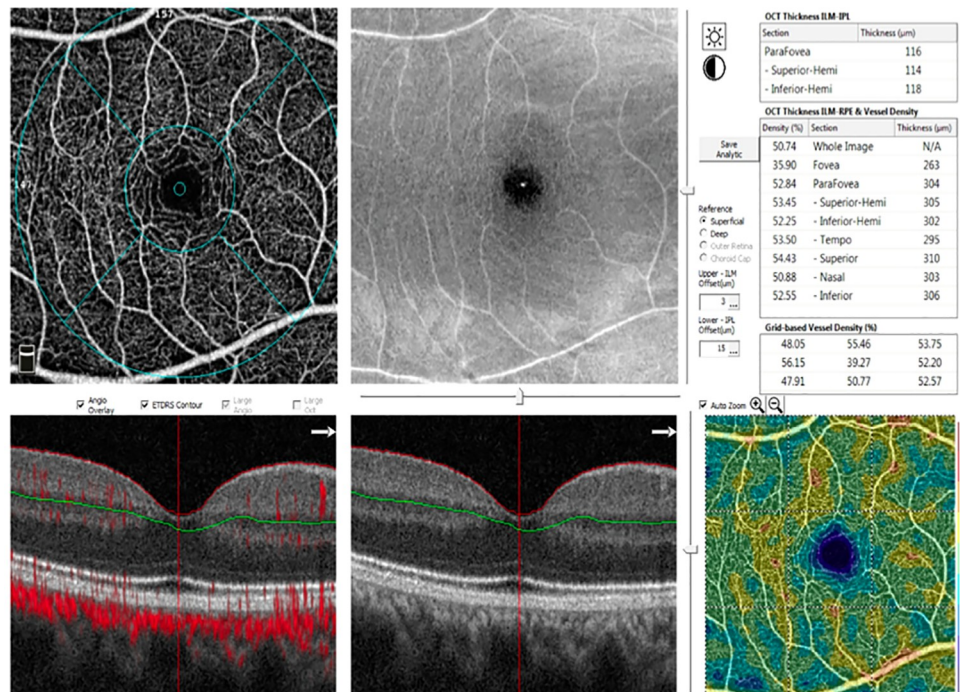 157
147
OCT Thickness ILM-IPL
Section Thickness (µm)
ParaFovea 116
- Superior-Hemi 114
- Inferior-Hemi 118
OCT Thickness ILM-RPE & Vessel Density
Density (%) Section Thickness (µm)
50.74 Whole Image N/A
35.90 Fovea 263
52.84 ParaFovea 304
53.45 - Superior-Hemi 305
52.25 - Inferior-Hemi 302
53.50 - Tempo 295
54.43 - Superior 310
50.88 - Nasal 303
52.55 - Inferior 306
Save
Analytic
Reference
Superficial
Deep
Outer Retina
Choroid Cap
Upper - ILM
Offset(um)
3 ...
Lower - IPL
Offset(um)
15 ...
Grid-based Vessel Density (%)
48.05 55.46 53.75
56.15 39.27 52.20
47.91 50.77 52.57
Angio
Overlay
ETDRS Contour
Large
Angio
Large
Oct
Auto Zoom